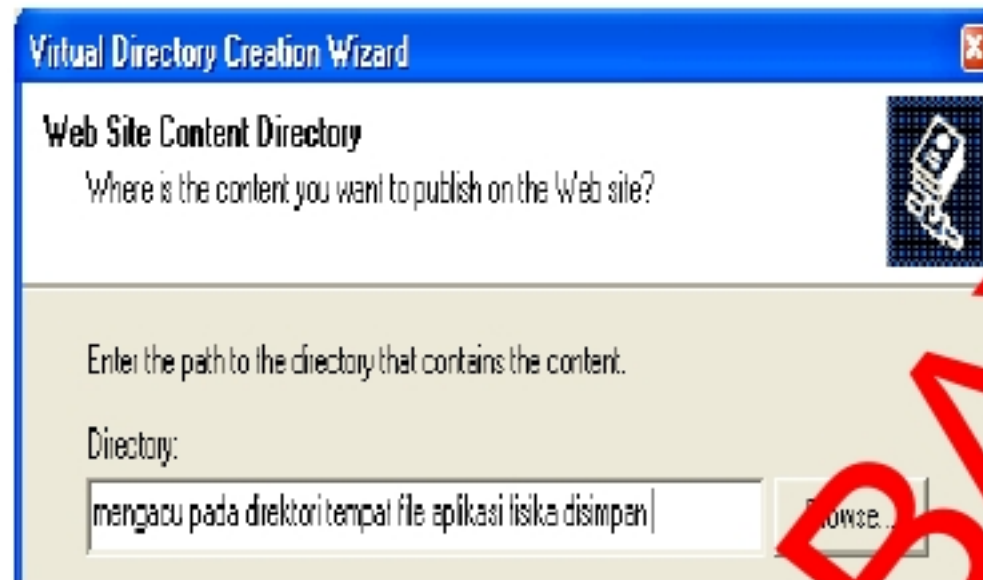 Virtual Directory Creation Wizard
Web Site Content Directory
Where is the content you want to publish on the Web site?
Enter the path to the directory that contains the content.
Directory:
mengacu pada direktori tempat file aplikasi fisika disimpan
Browse...
BA